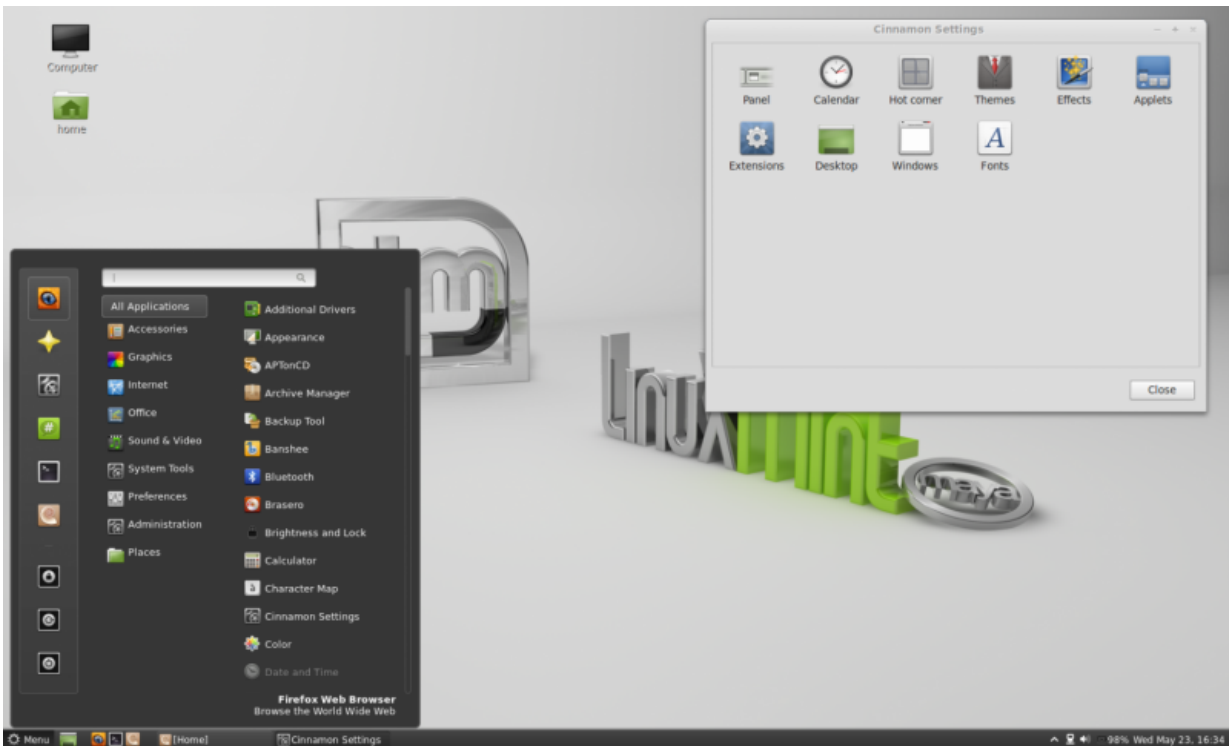 Computer
home
Cinnamon Settings
Panel
Calendar
Hot corner
Themes
Effects
Applets
Extensions
Desktop
Windows
Fonts
Close
All Applications
Accessories
Graphics
Internet
Office
Sound & Video
System Tools
Preferences
Administration
Places
Additional Drivers
Appearance
APTonCD
Archive Manager
Backup Tool
Banshee
Bluetooth
Brasero
Brightness and Lock
Calculator
Character Map
Cinnamon Settings
Color
Date and Time
Firefox Web Browser
Browse the World Wide Web
Linux Mint
maya
Menu
[Home]
Cinnamon Settings
98% Wed May 23, 16:34